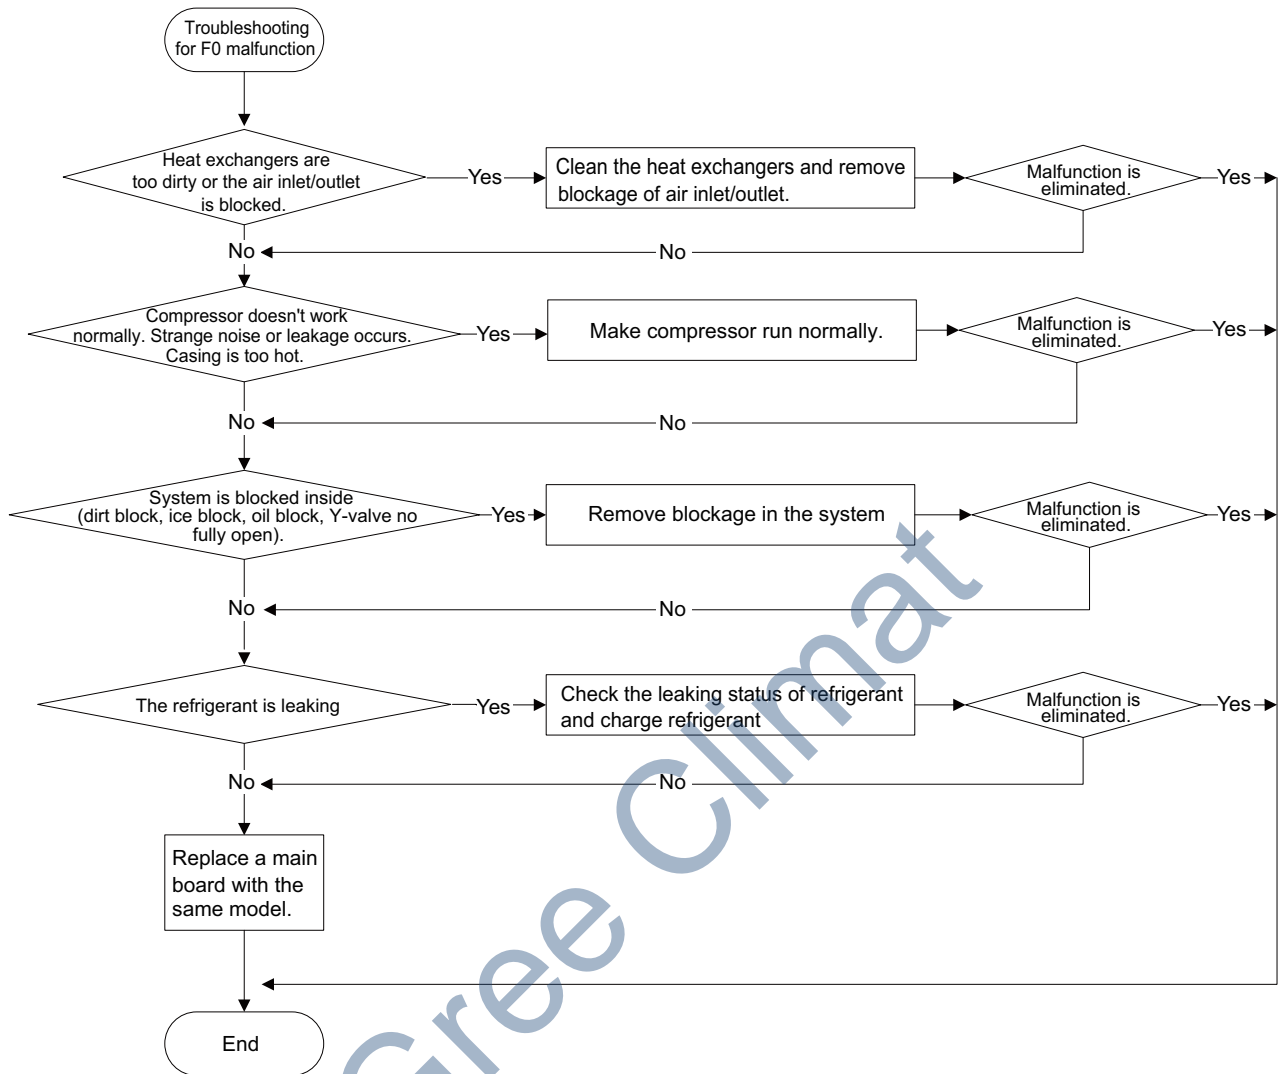 Troubleshooting
for F0 malfunction
Heat exchangers are
too dirty or the air inlet/outlet
is blocked.
Yes
Clean the heat exchangers and remove
blockage of air inlet/outlet.
Malfunction is
eliminated.
Yes
No
No
Compressor doesn't work
normally. Strange noise or leakage occurs.
Casing is too hot.
Yes
Make compressor run normally.
Malfunction is
eliminated.
Yes
No
No
System is blocked inside
(dirt block, ice block, oil block, Y-valve no
fully open).
Yes
Remove blockage in the system
Malfunction is
eliminated.
Yes
No
No
The refrigerant is leaking
Yes
Check the leaking status of refrigerant
and charge refrigerant
Malfunction is
eliminated.
Yes
No
No
Replace a main
board with the
same model.
End
Gree Climat